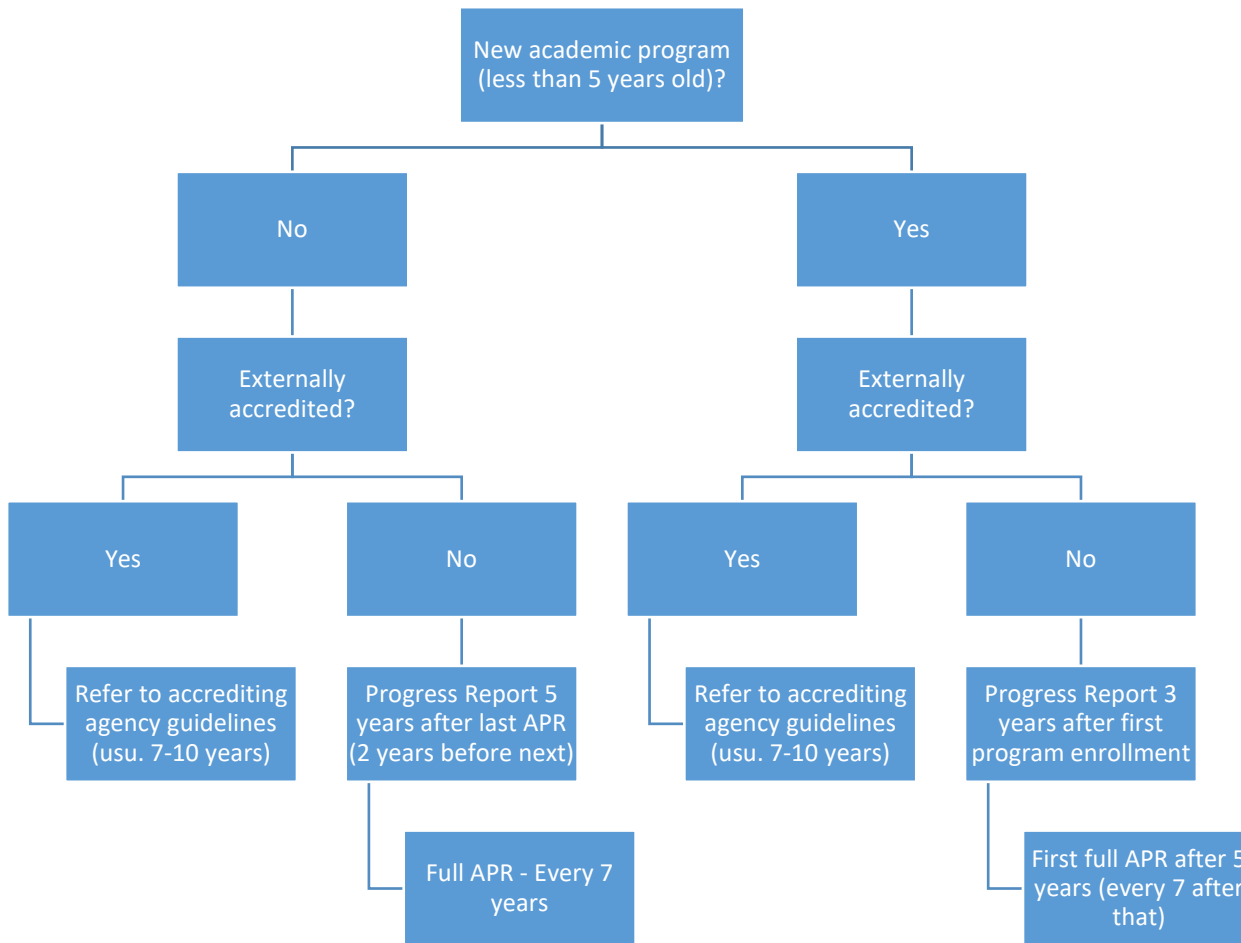 New academic program
(less than 5 years old)?
No
Yes
Externally
accredited?
Externally
accredited?
Yes
No
Yes
No
Refer to accrediting
agency guidelines
(usu. 7-10 years)
Progress Report 5
years after last APR
(2 years before next)
Refer to accrediting
agency guidelines
(usu. 7-10 years)
Progress Report 3
years after first
program enrollment
Full APR - Every 7
years
First full APR after 5
years (every 7 after
that)